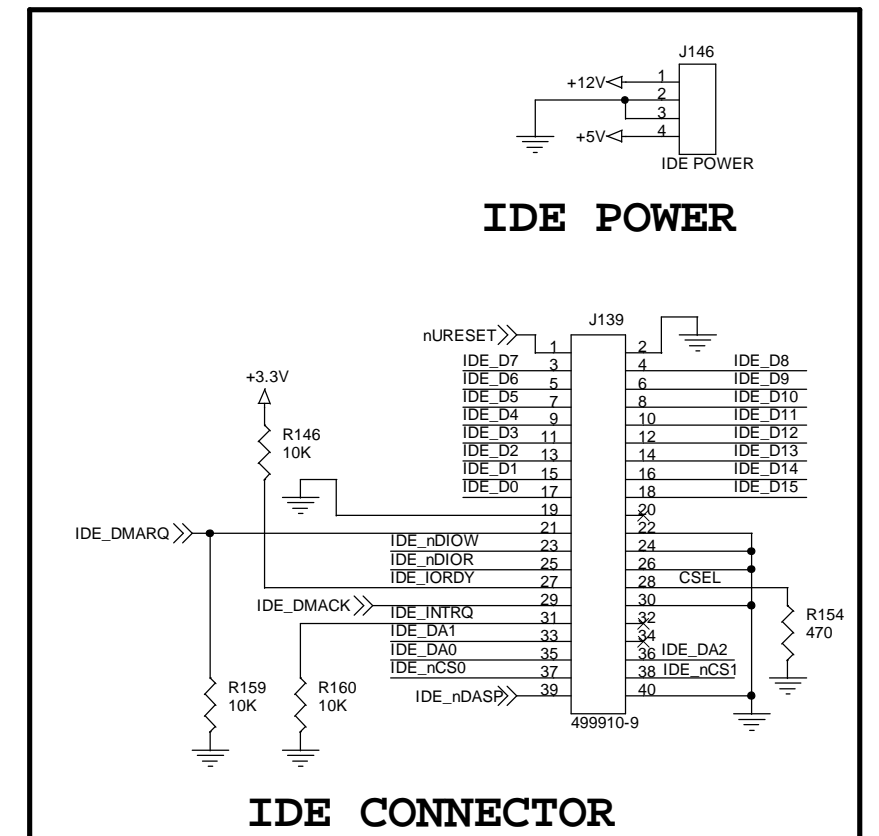 J146
+12V 1
2
3
+5V 4
IDE POWER
IDE POWER
J139
nURESET 1 2
IDE_D7 3 4 IDE_D8
IDE_D6 5 6 IDE_D9
IDE_D5 7 8 IDE_D10
IDE_D4 9 10 IDE_D11
IDE_D3 11 12 IDE_D12
IDE_D2 13 14 IDE_D13
IDE_D1 15 16 IDE_D14
IDE_D0 17 18 IDE_D15
19 20
IDE_DMARQ 21 22
IDE_nDIOW 23 24
IDE_nDIOR 25 26
IDE_IORDY 27 28 CSEL
IDE_DMACK 29 30
IDE_INTRQ 31 32
IDE_DA1 33 34
IDE_DA0 35 36 IDE_DA2
IDE_nCS0 37 38 IDE_nCS1
IDE_nDASP 39 40
499910-9
+3.3V
R146
10K
R154
470
R159
10K
R160
10K
IDE CONNECTOR